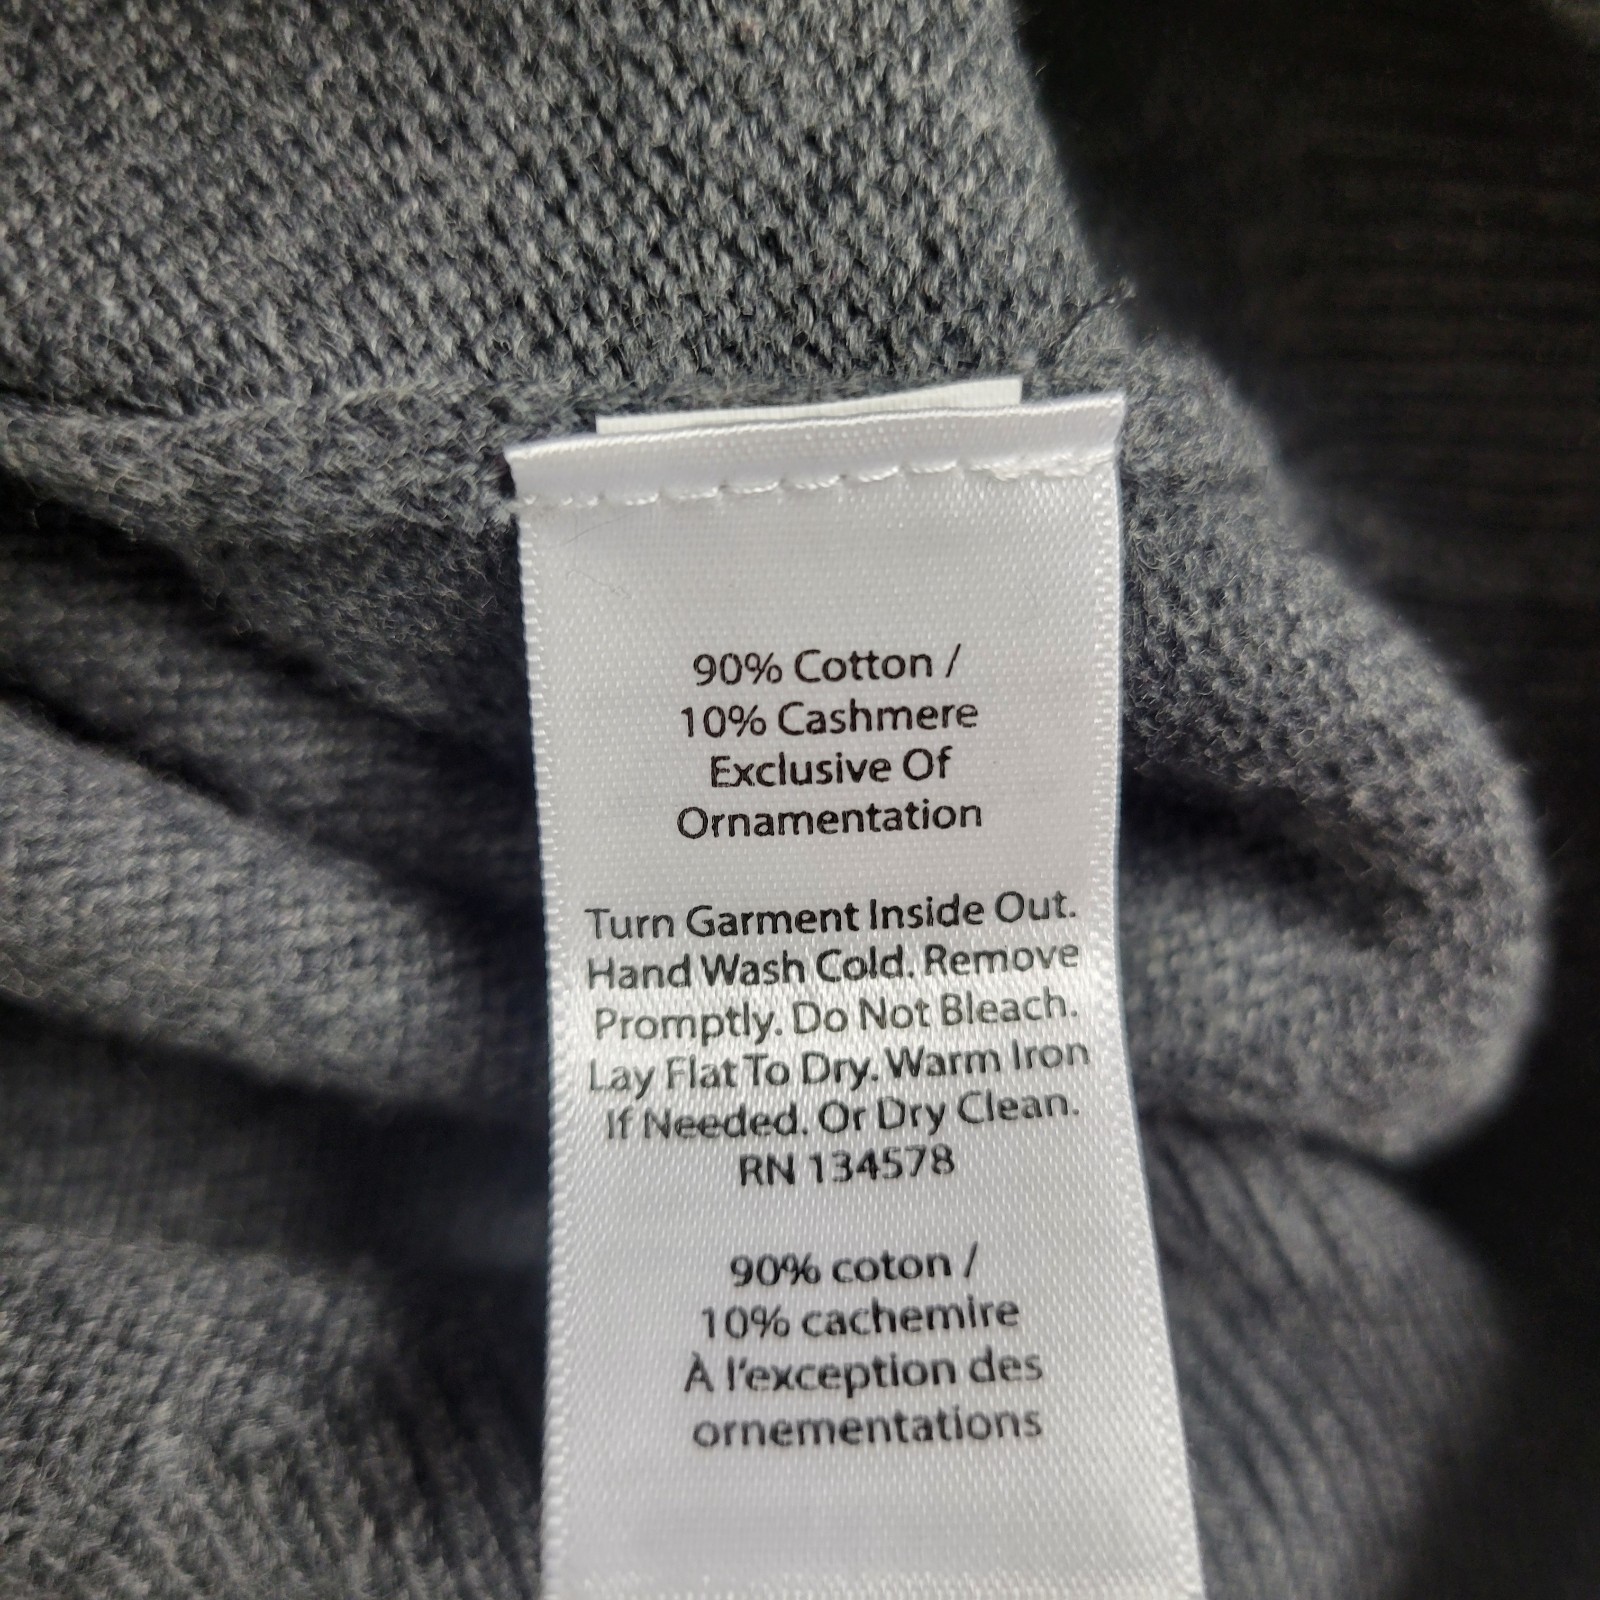 90% Cotton /
10% Cashmere
Exclusive Of
Ornamentation
Turn Garment Inside Out.
Hand Wash Cold. Remove
Promptly. Do Not Bleach.
Lay Flat To Dry. Warm Iron
If Needed. Or Dry Clean.
RN 134578
90% coton /
10% cachemire
À l'exception des
ornementations